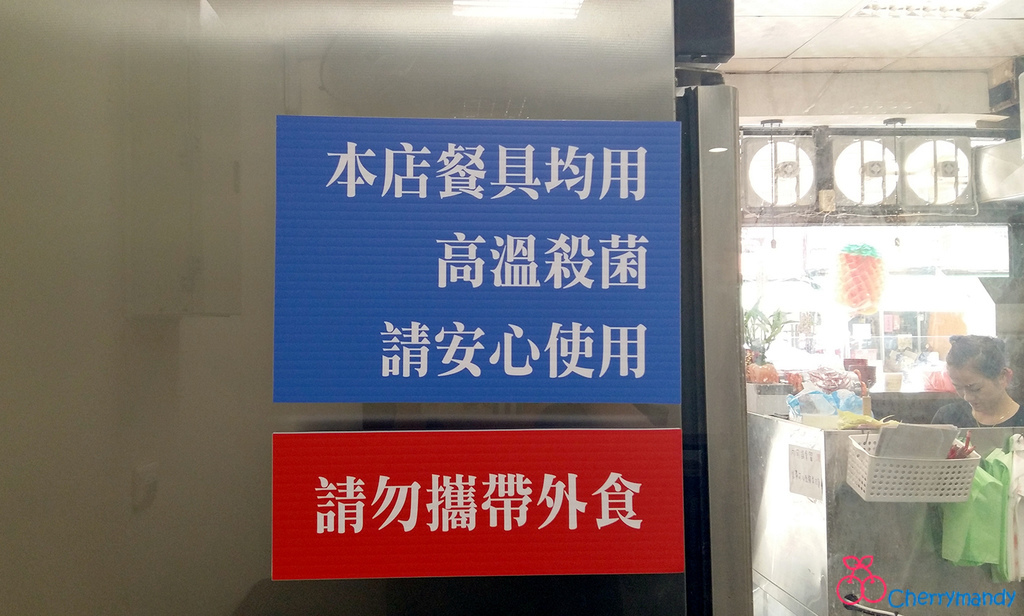 本店餐具均用
高溫殺菌
請安心使用
請勿攜帶外食
Cherrymandy